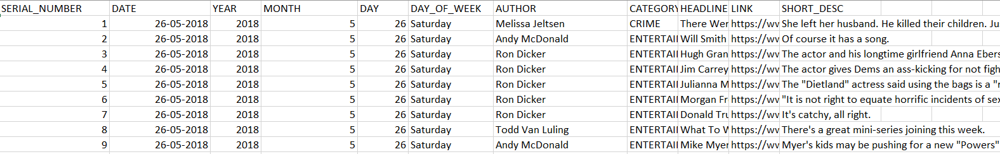 SERIAL_NUMBER DATE YEAR MONTH DAY DAY_OF_WEEK AUTHOR CATEGORY HEADLINE LINK SHORT_DESC
1 26-05-2018 2018 5 26 Saturday Melissa Jeltsen CRIME There Wer https://wv She left her husband. He killed their children. Ju
2 26-05-2018 2018 5 26 Saturday Andy McDonald ENTERTAI Will Smith https://wv Of course it has a song.
3 26-05-2018 2018 5 26 Saturday Ron Dicker ENTERTAI Hugh Gran https://wv The actor and his longtime girlfriend Anna Ebers
4 26-05-2018 2018 5 26 Saturday Ron Dicker ENTERTAI Jim Carrey https://wv The actor gives Dems an ass-kicking for not figh
5 26-05-2018 2018 5 26 Saturday Ron Dicker ENTERTAI Julianna M https://wv The "Dietland" actress said using the bags is a "r
6 26-05-2018 2018 5 26 Saturday Ron Dicker ENTERTAI Morgan Fr https://wv "It is not right to equate horrific incidents of sex
7 26-05-2018 2018 5 26 Saturday Ron Dicker ENTERTAI Donald Tru https://wv It's catchy, all right.
8 26-05-2018 2018 5 26 Saturday Todd Van Luling ENTERTAI What To W https://wv There's a great mini-series joining this week.
9 26-05-2018 2018 5 26 Saturday Andy McDonald ENTERTAI Mike Myer https://wv Myer's kids may be pushing for a new "Powers"